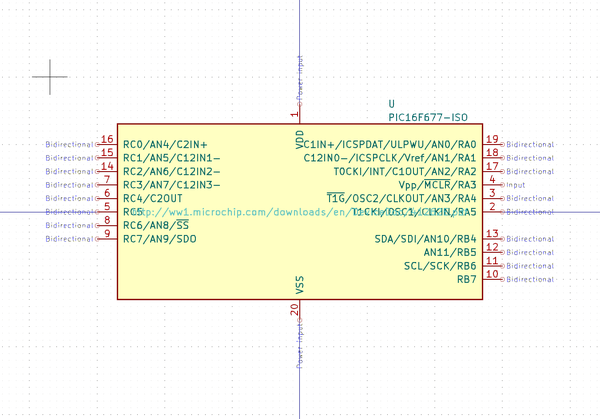 Power input
1
VDD
U
PIC16F677-ISO
Bidirectional 16 RC0/AN4/C2IN+
Bidirectional 15 RC1/AN5/C12IN1-
Bidirectional 14 RC2/AN6/C12IN2-
Bidirectional 7 RC3/AN7/C12IN3-
Bidirectional 6 RC4/C2OUT
Bidirectional 5 RC5
Bidirectional 8 RC6/AN8/SS
Bidirectional 9 RC7/AN9/SDO
C1IN+/ICSPDAT/ULPWU/AN0/RA0 19 Bidirectional
C12IN0-/ICSPCLK/Vref/AN1/RA1 18 Bidirectional
T0CKI/INT/C1OUT/AN2/RA2 17 Bidirectional
Vpp/MCLR/RA3 4 Input
T1G/OSC2/CLKOUT/AN3/RA4 3 Bidirectional
http://ww1.microchip.com/downloads/en/
T1CKI/OSC1/CLKIN/RA5 2 Bidirectional
SDA/SDI/AN10/RB4 13 Bidirectional
AN11/RB5 12 Bidirectional
SCL/SCK/RB6 11 Bidirectional
RB7 10 Bidirectional
VSS
20
Power input